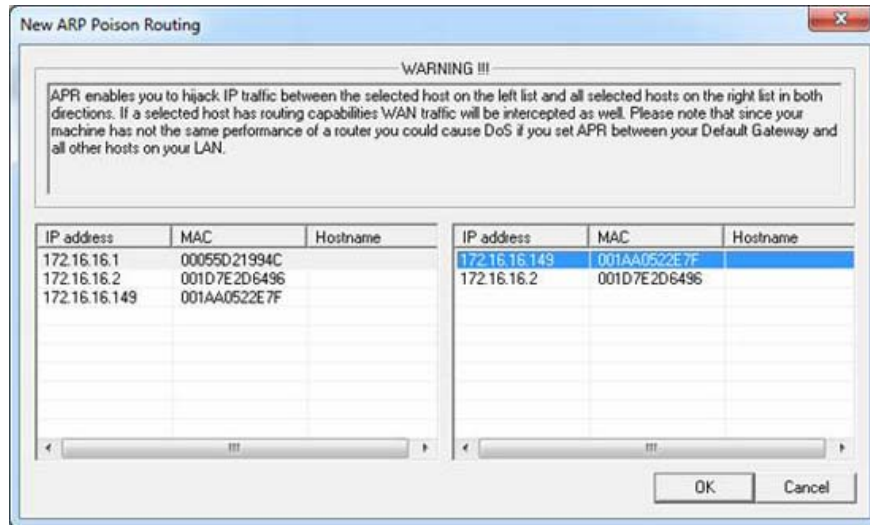 New ARP Poison Routing
WARNING !!!
APR enables you to hijack IP traffic between the selected host on the left list and all selected hosts on the right list in both
directions. If a selected host has routing capabilities WAN traffic will be intercepted as well. Please note that since your
machine has not the same performance of a router you could cause DoS if you set APR between your Default Gateway and
all other hosts on your LAN.
IP address MAC Hostname
172.16.16.1 00055D21994C
172.16.16.2 001D7E2D6496
172.16.16.149 001AA0522E7F
IP address MAC Hostname
172.16.16.149 001AA0522E7F
172.16.16.2 001D7E2D6496
OK Cancel